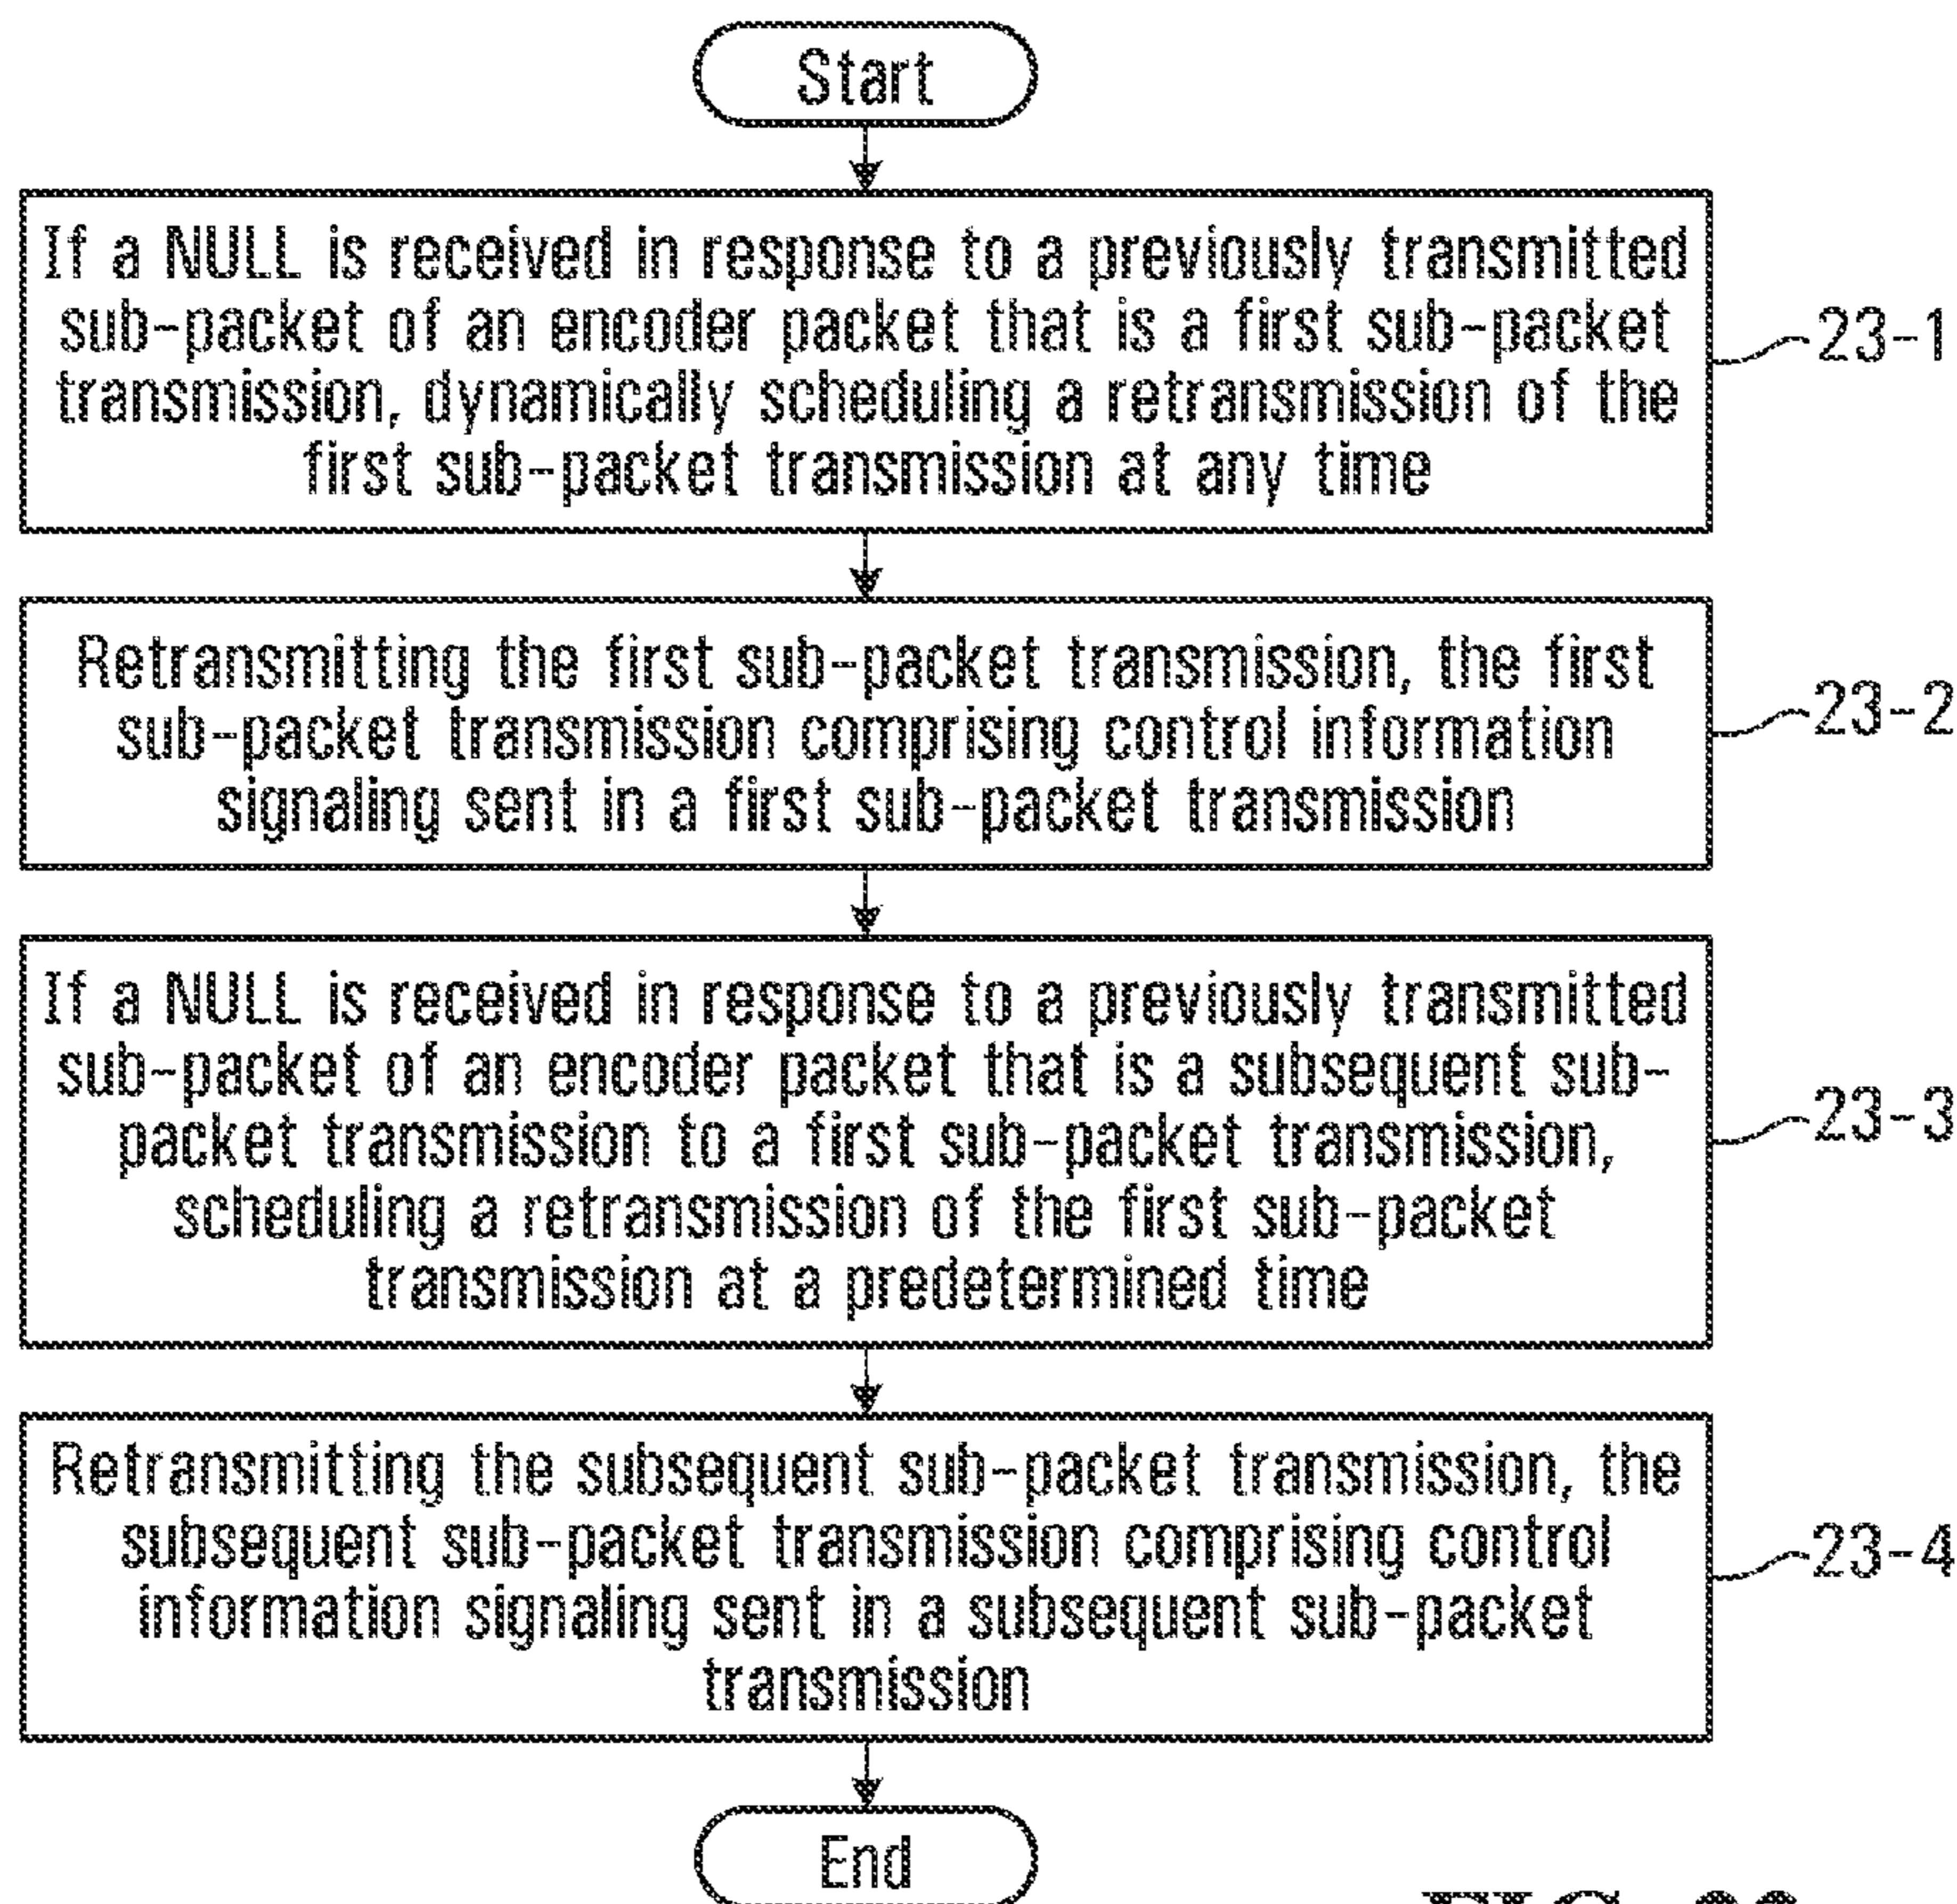 Start
If a NULL is received in response to a previously transmitted
sub-packet of an encoder packet that is a first sub-packet
transmission, dynamically scheduling a retransmission of the
first sub-packet transmission at any time
23-1
Retransmitting the first sub-packet transmission, the first
sub-packet transmission comprising control information
signaling sent in a first sub-packet transmission
23-2
If a NULL is received in response to a previously transmitted
sub-packet of an encoder packet that is a subsequent sub-
packet transmission to a first sub-packet transmission,
scheduling a retransmission of the first sub-packet
transmission at a predetermined time
23-3
Retransmitting the subsequent sub-packet transmission, the
subsequent sub-packet transmission comprising control
information signaling sent in a subsequent sub-packet
transmission
23-4
End